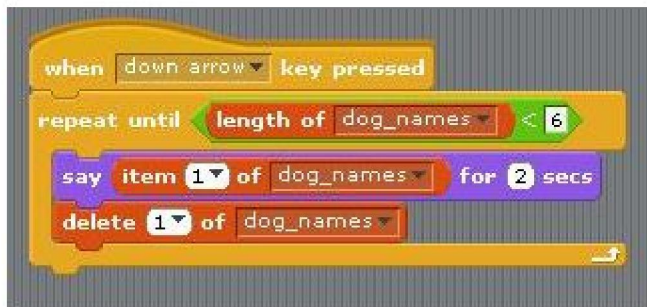 when down arrow key pressed
repeat until length of dog_names < 6
say item 1 of dog_names for 2 secs
delete 1 of dog_names